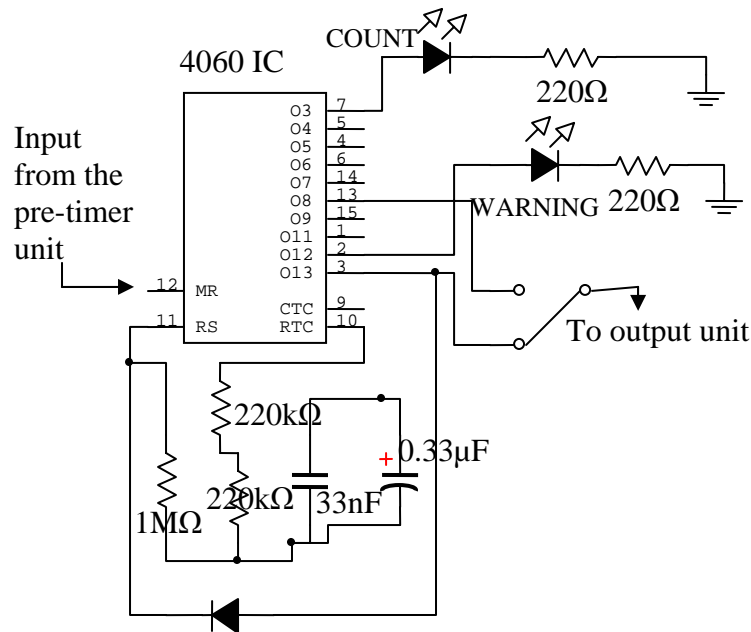 COUNT
4060 IC
220Ω
O3 7
O4 5
O5 4
O6 6
O7 14
O8 13
O9 15
O11 1
O12 2
O13 3
Input
from the
pre-timer
unit
WARNING
220Ω
12 MR
CTC 9
11 RS
RTC 10
To output unit
220kΩ
+ 0.33µF
220kΩ
33nF
1MΩ